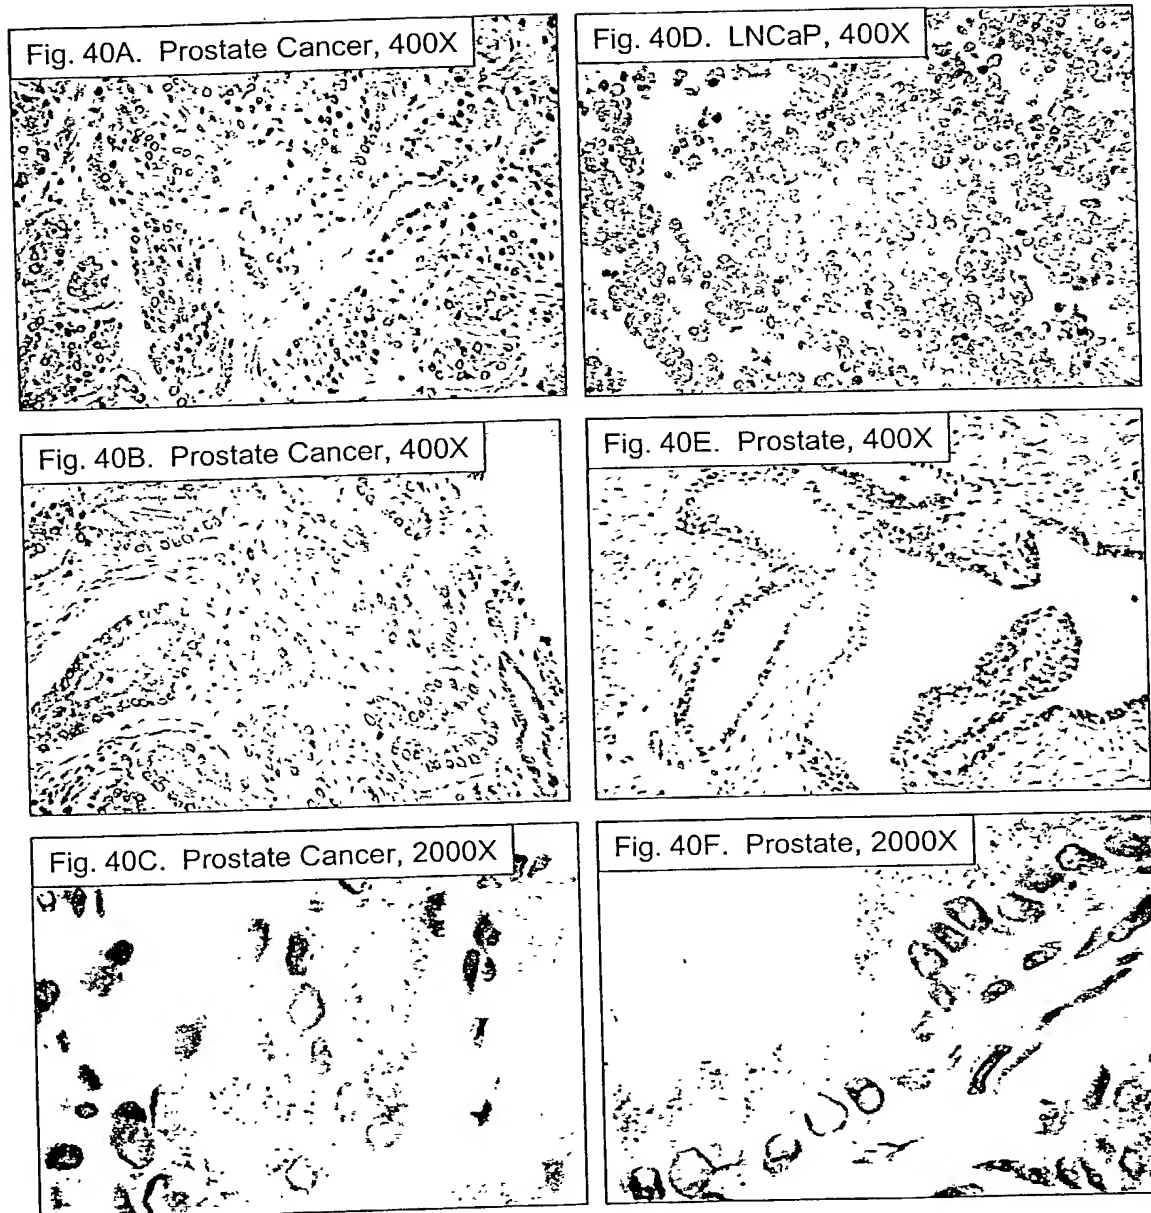 Fig. 40A. Prostate Cancer, 400X
Fig. 40D. LNCaP, 400X
Fig. 40B. Prostate Cancer, 400X
Fig. 40E. Prostate, 400X
Fig. 40C. Prostate Cancer, 2000X
Fig. 40F. Prostate, 2000X